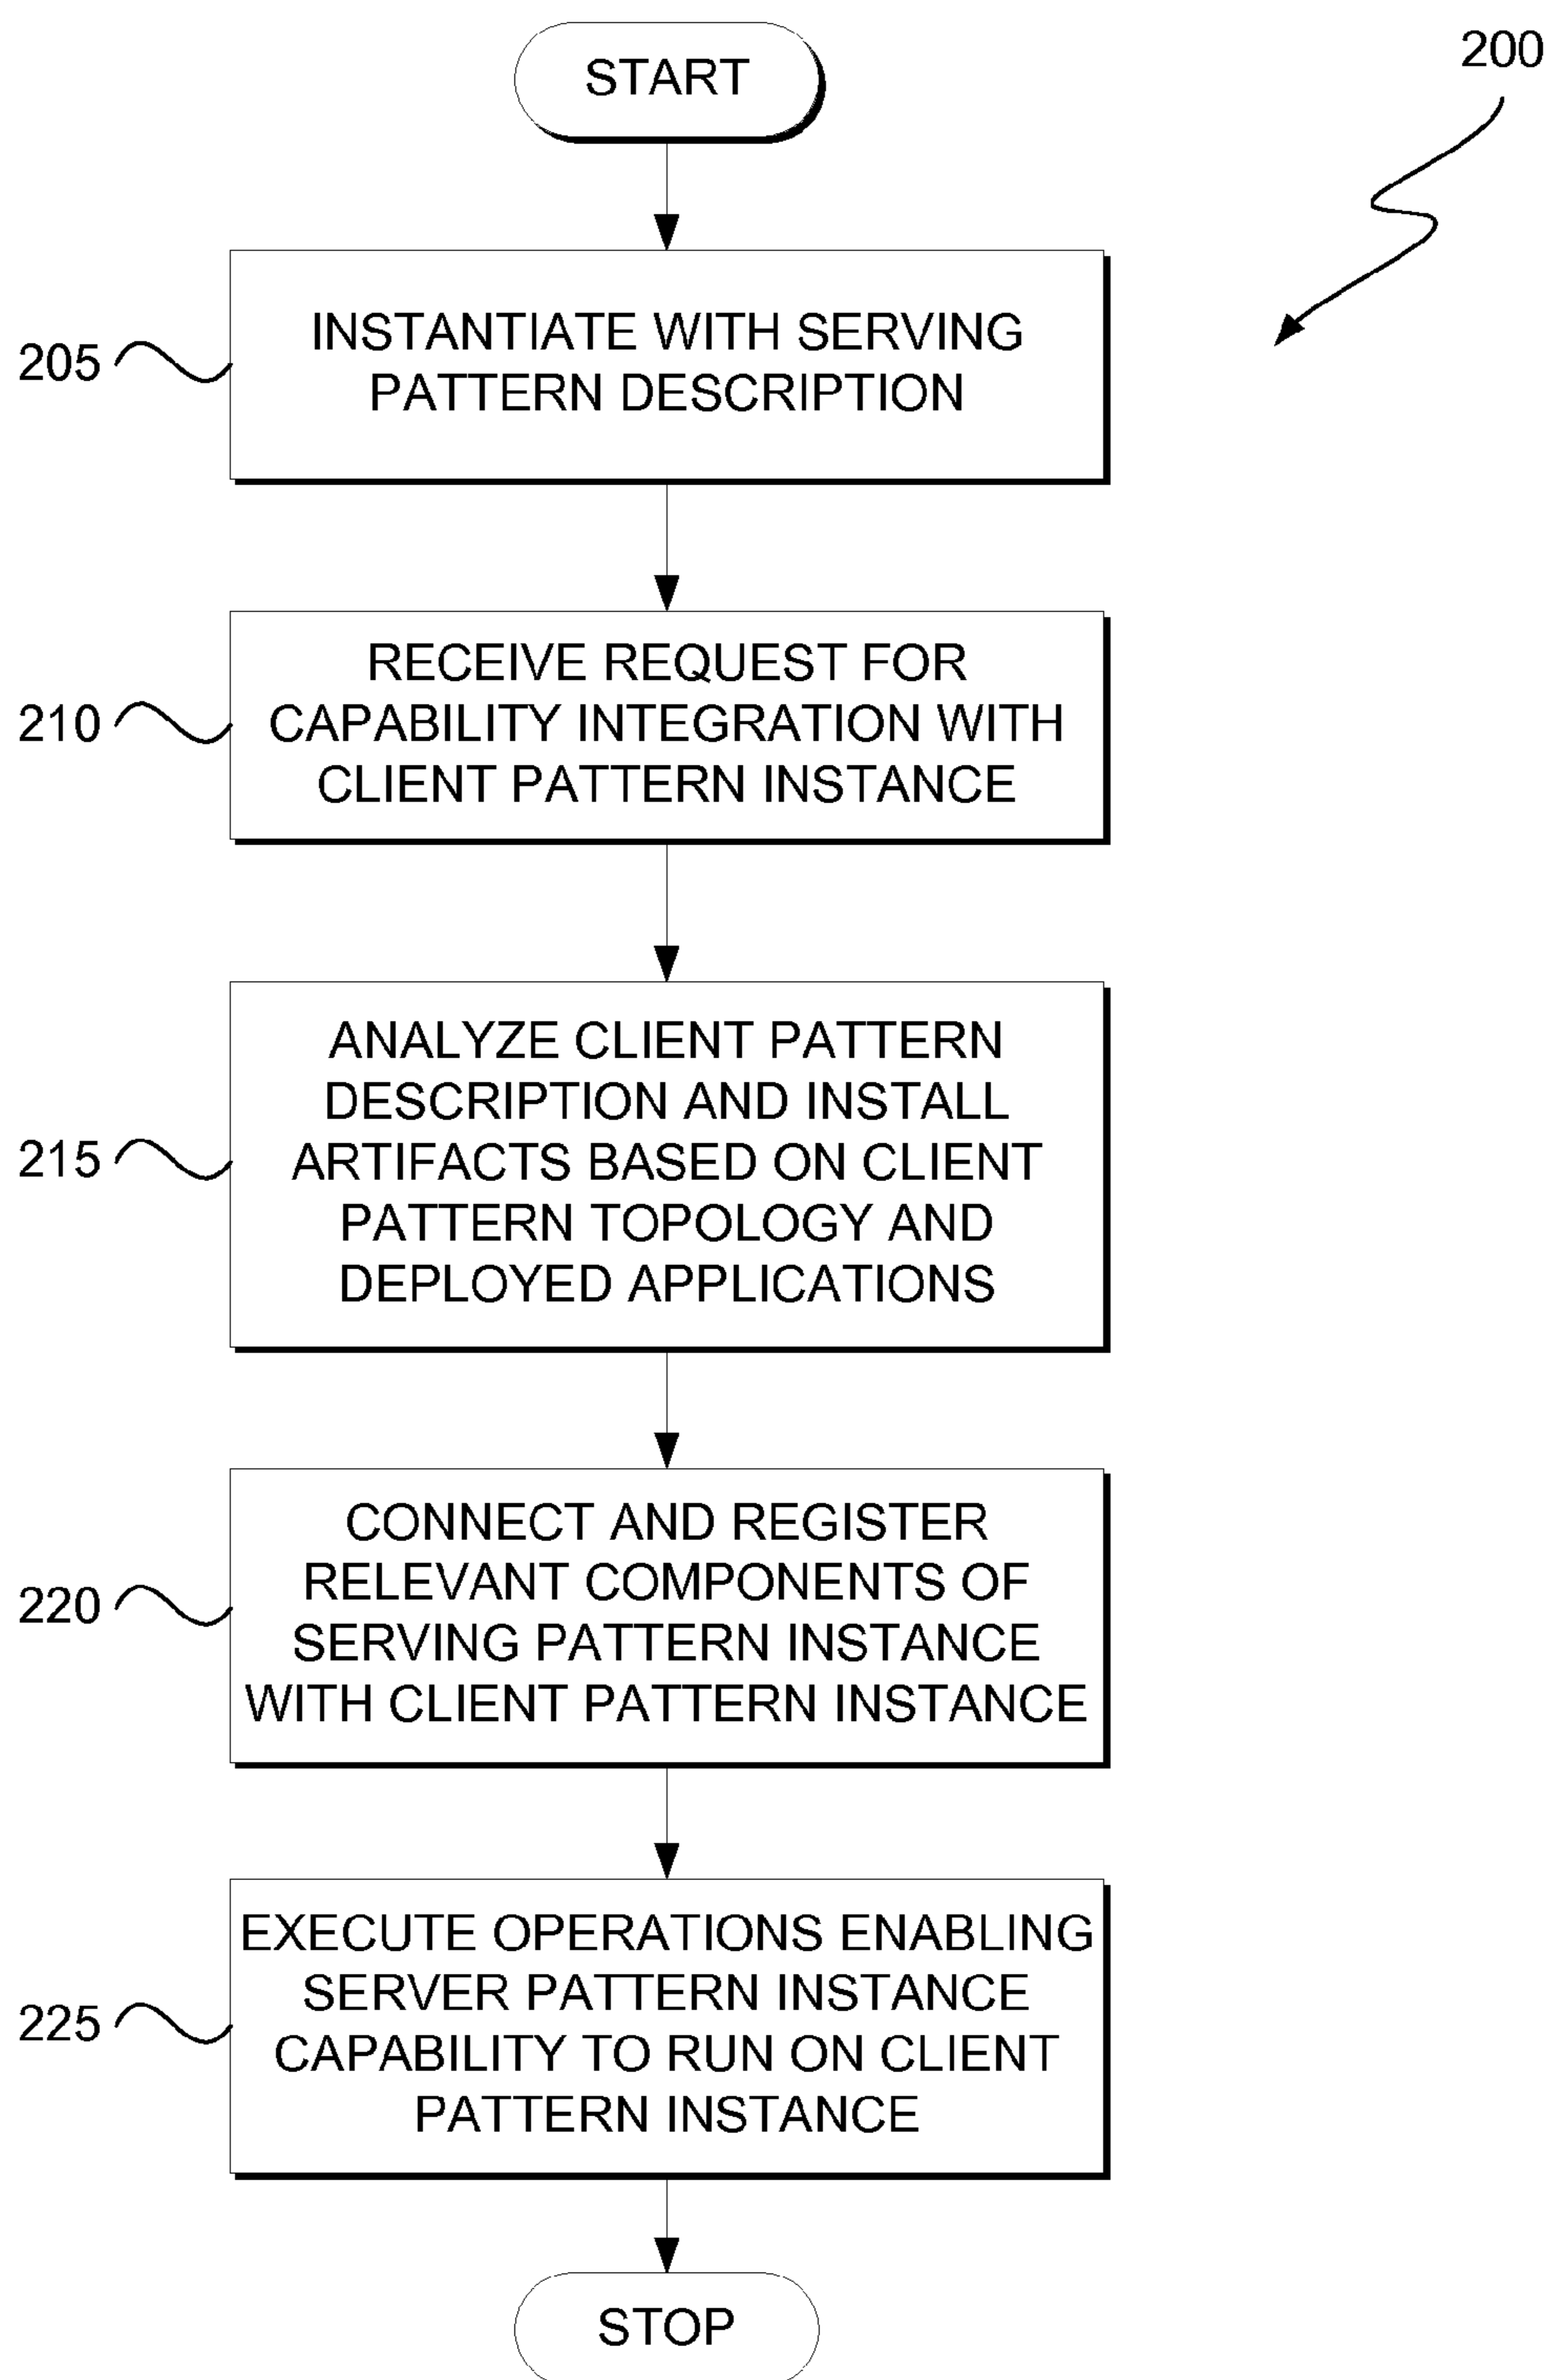 START
200
205
INSTANTIATE WITH SERVING
PATTERN DESCRIPTION
210
RECEIVE REQUEST FOR
CAPABILITY INTEGRATION WITH
CLIENT PATTERN INSTANCE
215
ANALYZE CLIENT PATTERN
DESCRIPTION AND INSTALL
ARTIFACTS BASED ON CLIENT
PATTERN TOPOLOGY AND
DEPLOYED APPLICATIONS
220
CONNECT AND REGISTER
RELEVANT COMPONENTS OF
SERVING PATTERN INSTANCE
WITH CLIENT PATTERN INSTANCE
225
EXECUTE OPERATIONS ENABLING
SERVER PATTERN INSTANCE
CAPABILITY TO RUN ON CLIENT
PATTERN INSTANCE
STOP